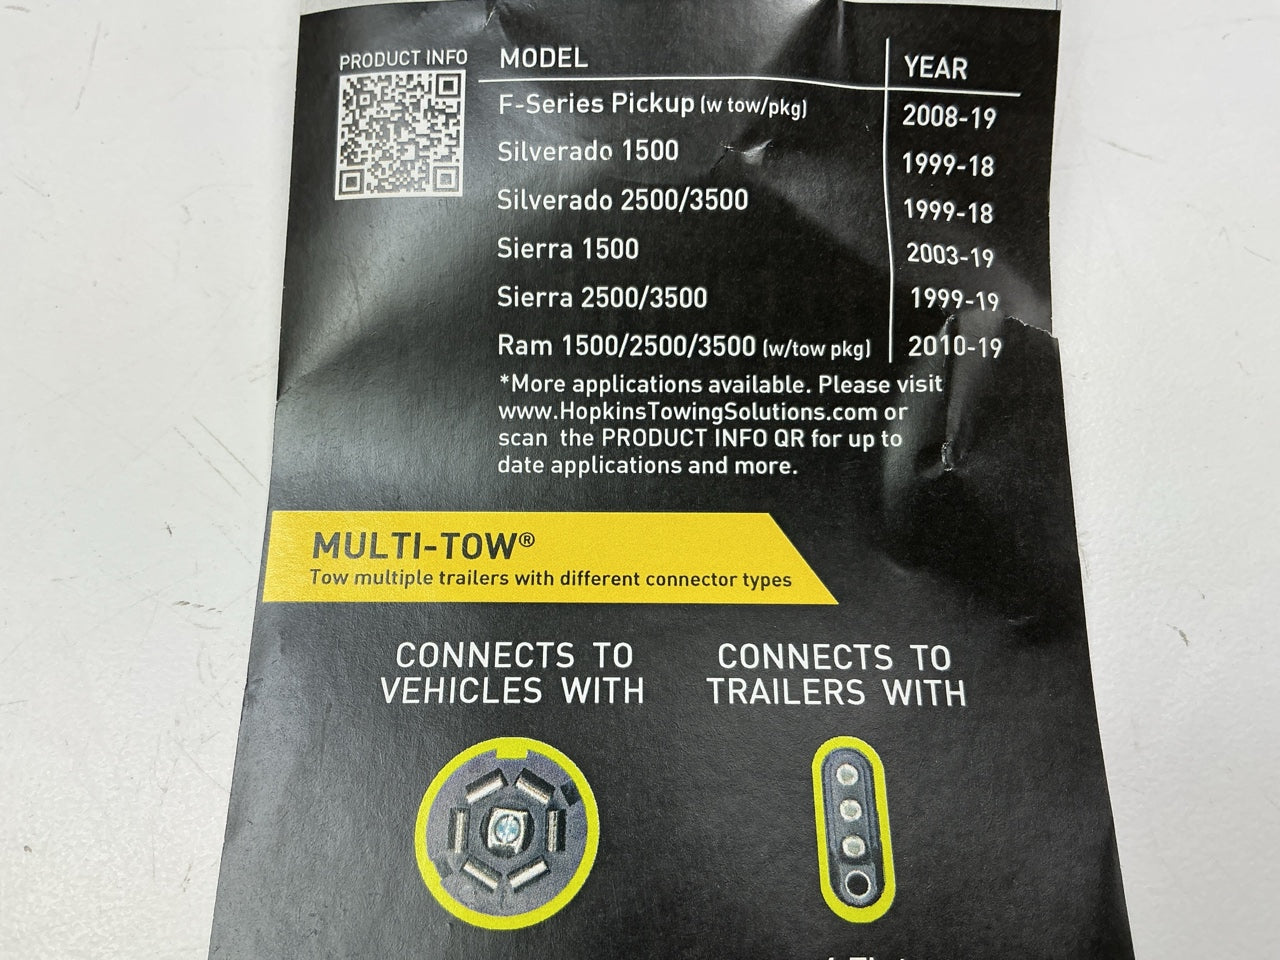 PRODUCT INFO
MODEL YEAR
F-Series Pickup (w tow/pkg) 2008-19
Silverado 1500 1999-18
Silverado 2500/3500 1999-18
Sierra 1500 2003-19
Sierra 2500/3500 1999-19
Ram 1500/2500/3500 (w/tow pkg) 2010-19
*More applications available. Please visit
www.HopkinsTowingSolutions.com or
scan the PRODUCT INFO QR for up to
date applications and more.
MULTI-TOW®
Tow multiple trailers with different connector types
CONNECTS TO
VEHICLES WITH
CONNECTS TO
TRAILERS WITH